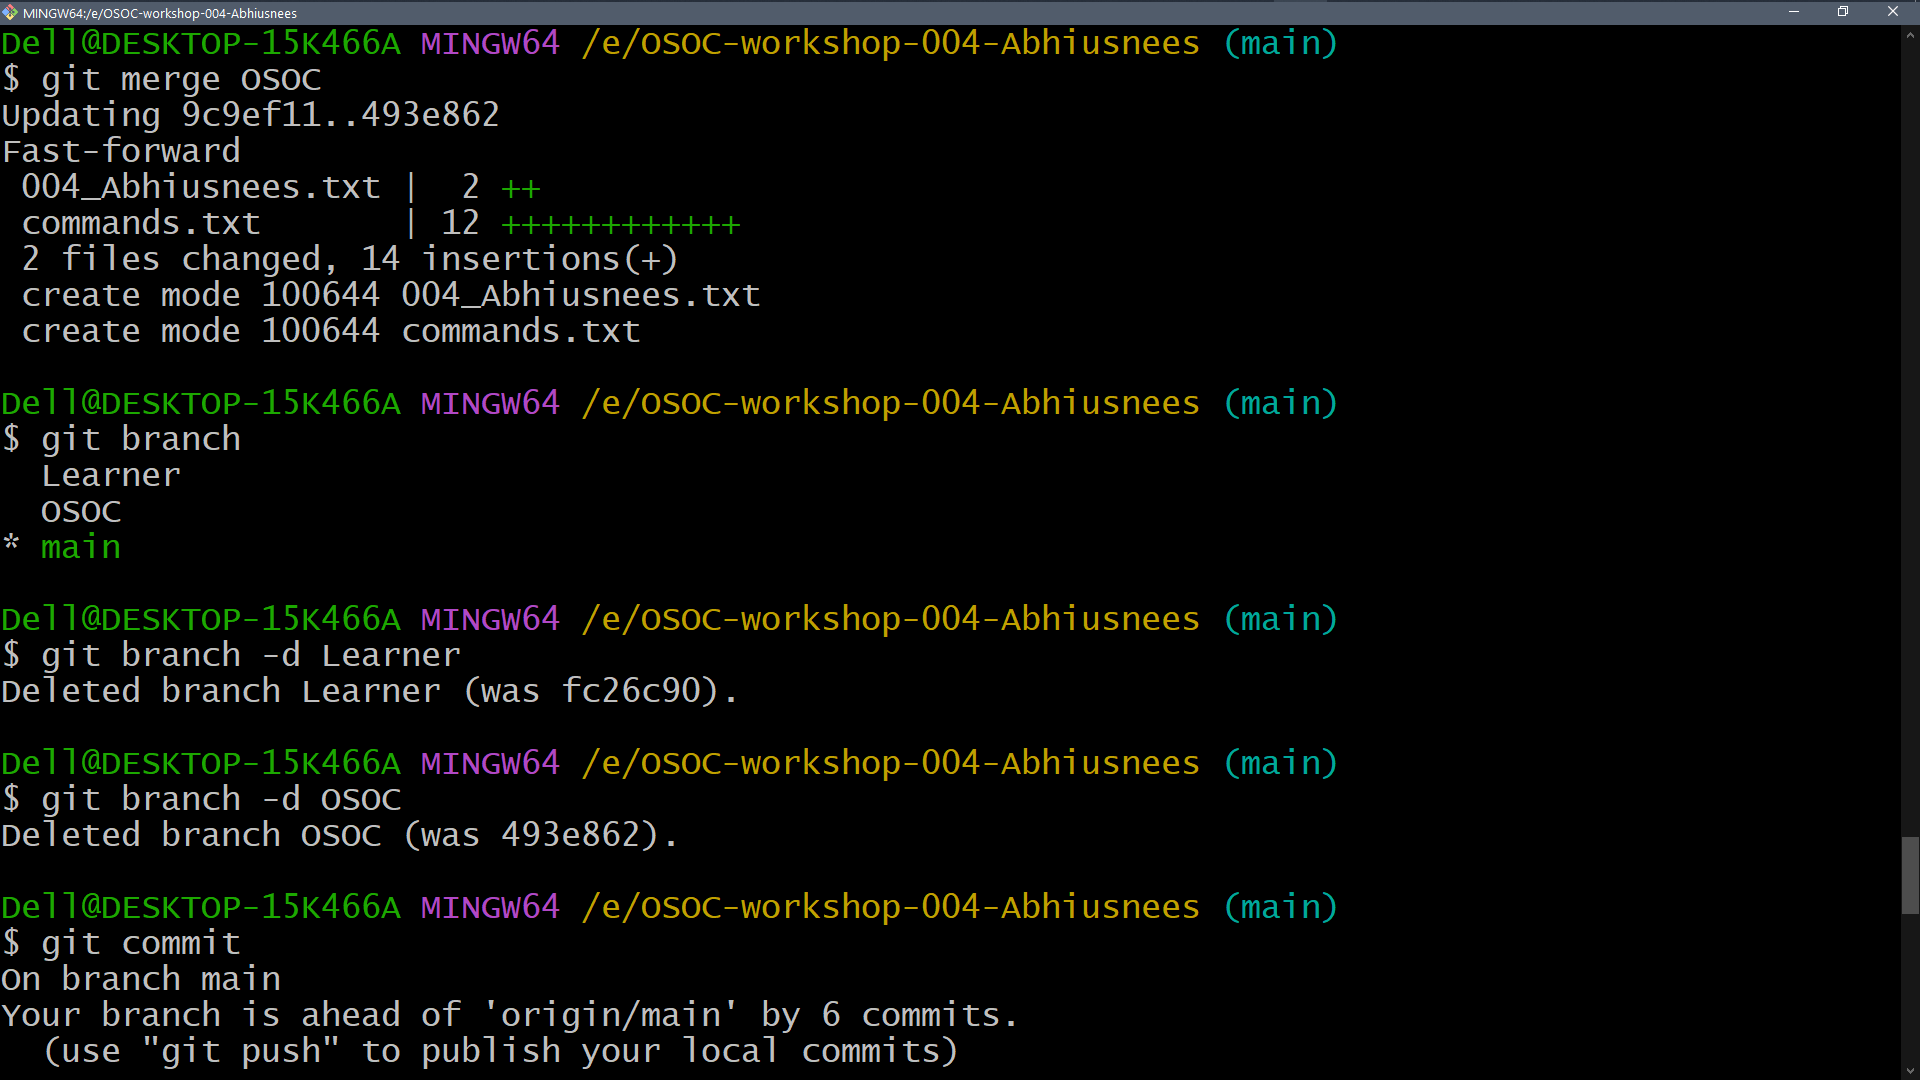 MINGW64:/e/OSOC-workshop-004-Abhiusnees
Dell@DESKTOP-15K466A MINGW64 /e/OSOC-workshop-004-Abhiusnees (main)
$ git merge OSOC
Updating 9c9ef11..493e862
Fast-forward
 004_Abhiusnees.txt |  2 ++
 commands.txt       | 12 ++++++++++++
 2 files changed, 14 insertions(+)
 create mode 100644 004_Abhiusnees.txt
 create mode 100644 commands.txt
Dell@DESKTOP-15K466A MINGW64 /e/OSOC-workshop-004-Abhiusnees (main)
$ git branch
  Learner
  OSOC
* main
Dell@DESKTOP-15K466A MINGW64 /e/OSOC-workshop-004-Abhiusnees (main)
$ git branch -d Learner
Deleted branch Learner (was fc26c90).
Dell@DESKTOP-15K466A MINGW64 /e/OSOC-workshop-004-Abhiusnees (main)
$ git branch -d OSOC
Deleted branch OSOC (was 493e862).
Dell@DESKTOP-15K466A MINGW64 /e/OSOC-workshop-004-Abhiusnees (main)
$ git commit
On branch main
Your branch is ahead of 'origin/main' by 6 commits.
  (use "git push" to publish your local commits)